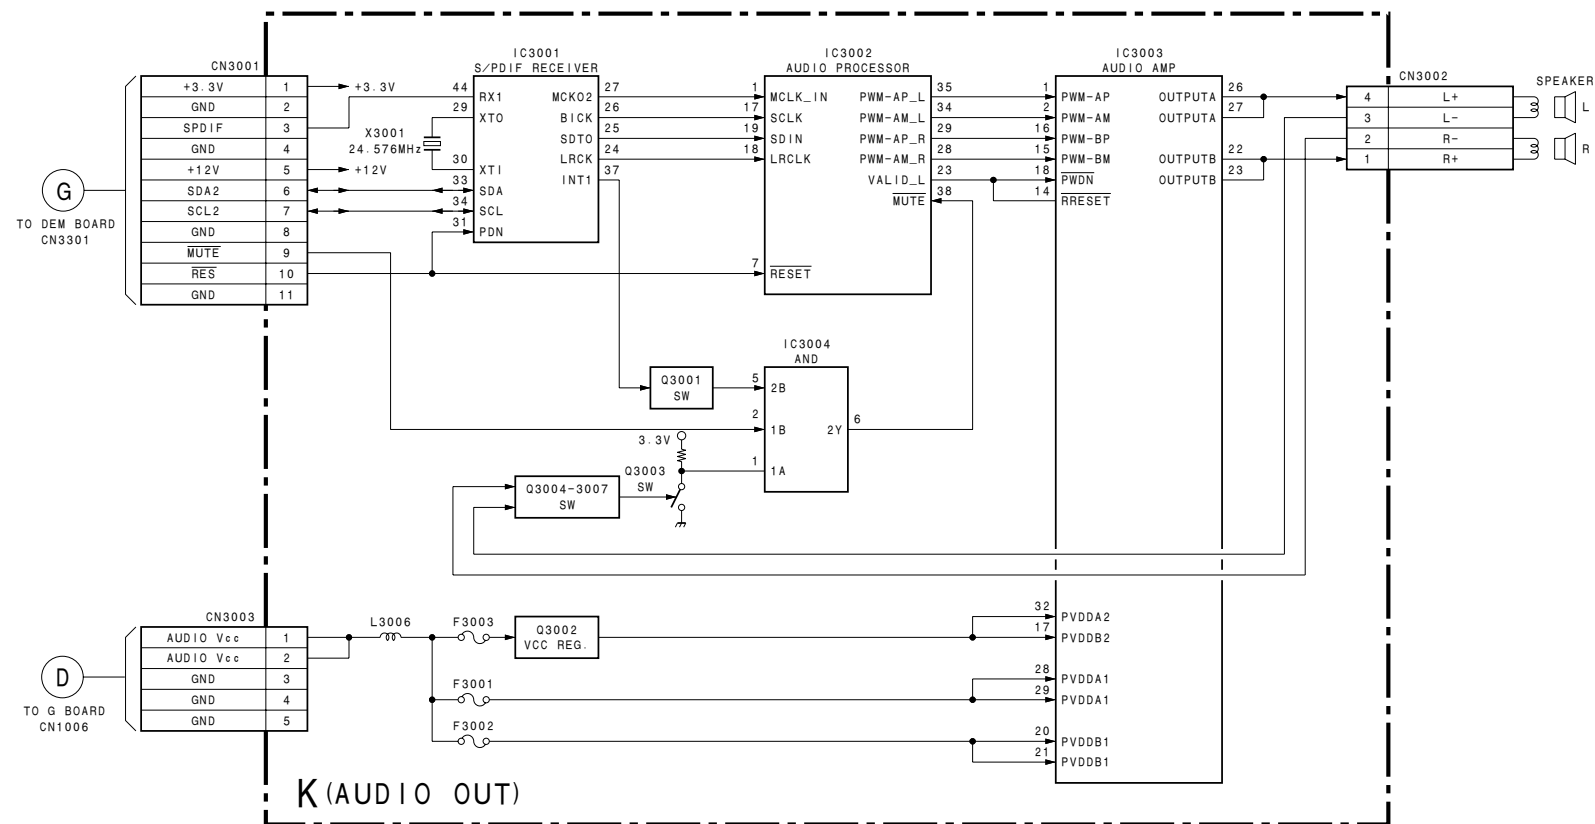 CN3001
+3.3V 1
GND 2
SPDIF 3
GND 4
+12V 5
SDA2 6
SCL2 7
GND 8
MUTE 9
RES 10
GND 11
G
TO DEM BOARD
CN3301
+3.3V
+12V
X3001
24.576MHz
IC3001
S/PDIF RECEIVER
44 RX1
29 XTO
30 XTI
33 SDA
34 SCL
31 PDN
MCKO2 27
BICK 26
SDTO 25
LRCK 24
INT1 37
IC3002
AUDIO PROCESSOR
1 MCLK_IN
17 SCLK
19 SDIN
18 LRCLK
7 RESET
PWM-AP_L 35
PWM-AM_L 34
PWM-AP_R 29
PWM-AM_R 28
VALID_L 23
MUTE 38
IC3003
AUDIO AMP
1 PWM-AP
2 PWM-AM
16 PWM-BP
15 PWM-BM
18 PWDN
14 RRESET
OUTPUTA 26
OUTPUTA 27
OUTPUTB 22
OUTPUTB 23
CN3002
4 L+
3 L-
2 R-
1 R+
SPEAKER
L
R
IC3004
AND
Q3001
SW
5 2B
2 1B
1 1A
2Y 6
3.3V
Q3003
SW
Q3004-3007
SW
CN3003
AUDIO Vcc 1
AUDIO Vcc 2
GND 3
GND 4
GND 5
D
TO G BOARD
CN1006
L3006
F3003
Q3002
VCC REG.
F3001
F3002
32 PVDDA2
17 PVDDB2
28 PVDDA1
29 PVDDA1
20 PVDDB1
21 PVDDB1
K (AUDIO OUT)